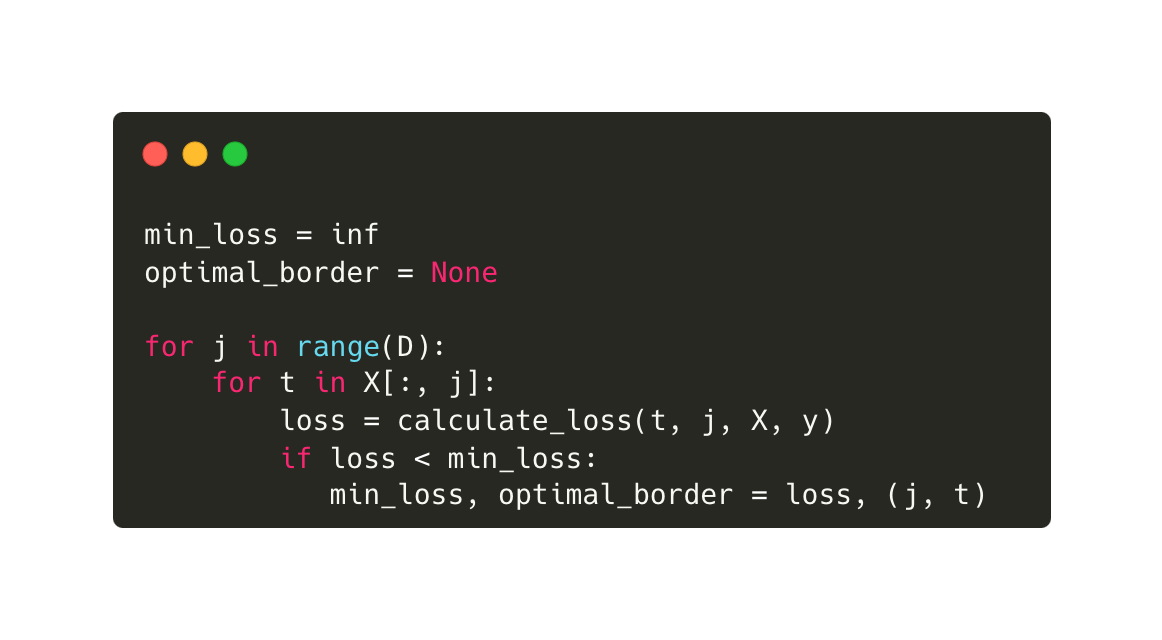 min_loss = inf
optimal_border = None
for j in range(D):
    for t in X[:, j]:
        loss = calculate_loss(t, j, X, y)
        if loss < min_loss:
           min_loss, optimal_border = loss, (j, t)